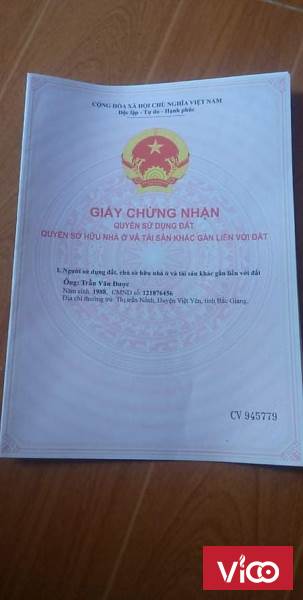 CỘNG HÒA XÃ HỘI CHỦ NGHĨA VIỆT NAM
Độc lập - Tự do - Hạnh phúc
GIẤY CHỨNG NHẬN
QUYỀN SỬ DỤNG ĐẤT
QUYỀN SỞ HỮU NHÀ Ở VÀ TÀI SẢN KHÁC GẮN LIỀN VỚI ĐẤT
I. Người sử dụng đất, chủ sở hữu nhà ở và tài sản khác gắn liền với đất
Ông: Trần Văn Được
Năm sinh: 1988, CMND số: 121876456
Địa chỉ thường trú: Thị trấn Nếnh, Huyện Việt Yên, tỉnh Bắc Giang.
CV 945779
ViCO